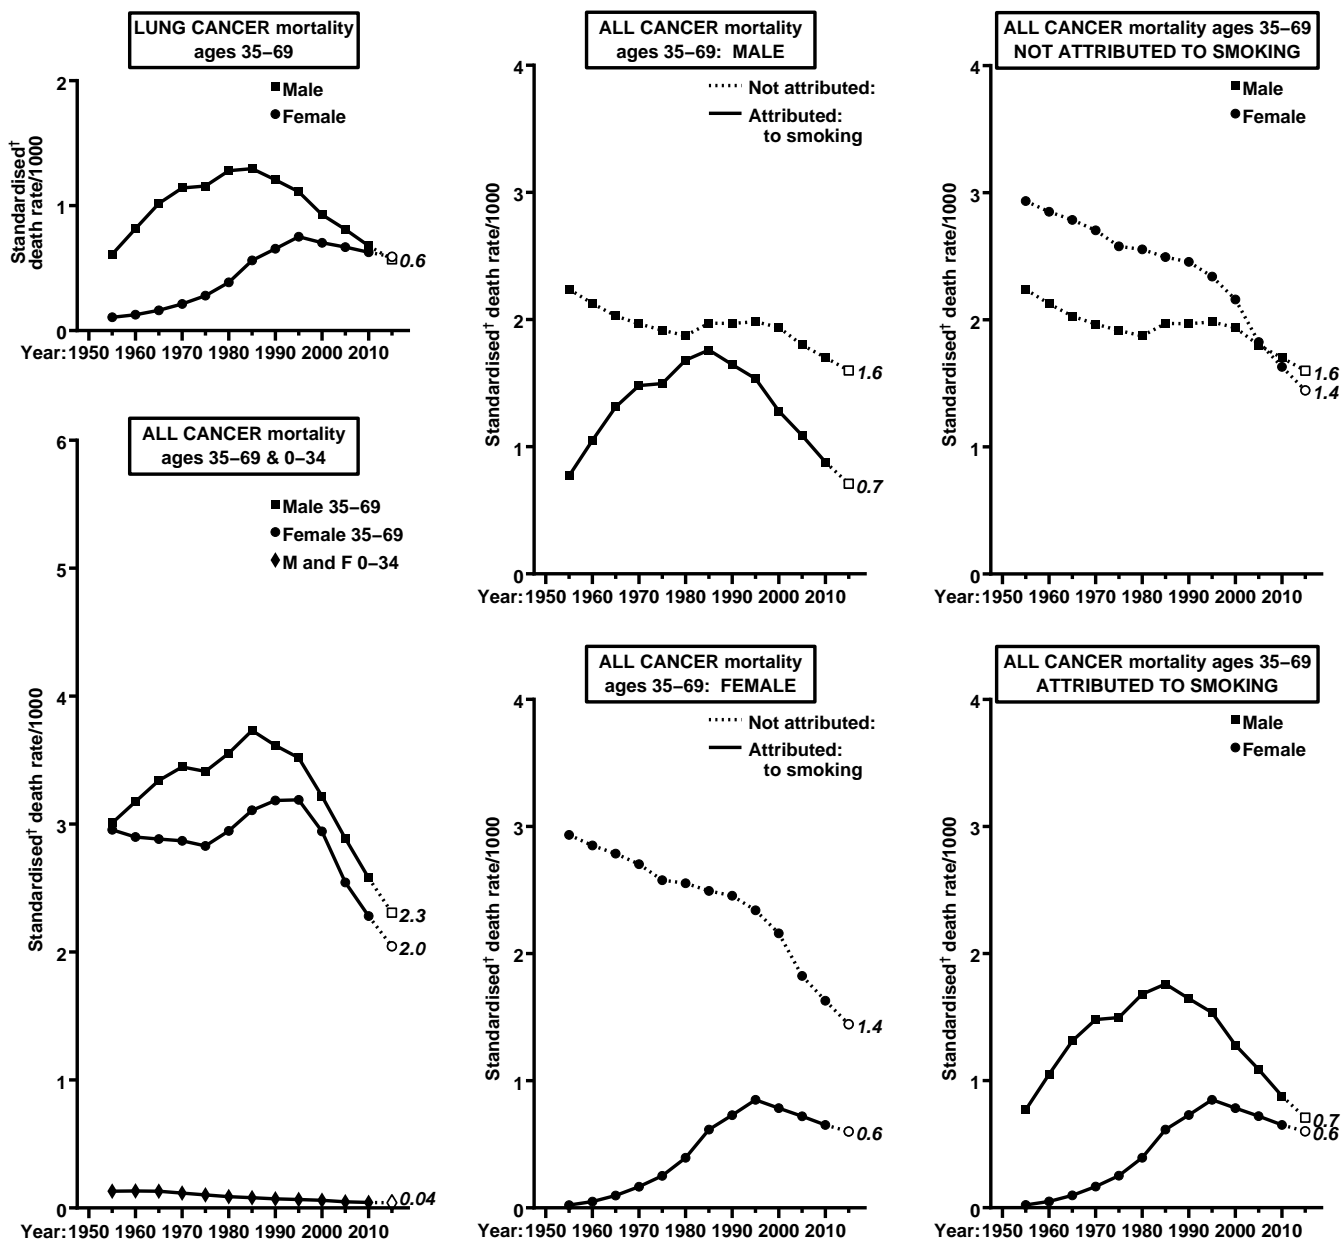 LUNG CANCER mortality
ages 35–69
2
1
0
Standardised†
death rate/1000
Male
Female
0.6
Year: 1950 1960 1970 1980 1990 2000 2010
ALL CANCER mortality
ages 35–69 & 0–34
6
5
4
3
2
1
0
Standardised† death rate/1000
Male 35–69
Female 35–69
M and F 0–34
2.3
2.0
0.04
Year: 1950 1960 1970 1980 1990 2000 2010
ALL CANCER mortality
ages 35–69: MALE
4
3
2
1
0
Standardised† death rate/1000
Not attributed:
Attributed:
to smoking
1.6
0.7
Year: 1950 1960 1970 1980 1990 2000 2010
ALL CANCER mortality
ages 35–69: FEMALE
4
3
2
1
0
Standardised† death rate/1000
Not attributed:
Attributed:
to smoking
1.4
0.6
Year: 1950 1960 1970 1980 1990 2000 2010
ALL CANCER mortality ages 35–69
NOT ATTRIBUTED TO SMOKING
4
3
2
1
0
Standardised† death rate/1000
Male
Female
1.6
1.4
Year: 1950 1960 1970 1980 1990 2000 2010
ALL CANCER mortality ages 35–69
ATTRIBUTED TO SMOKING
4
3
2
1
0
Standardised† death rate/1000
Male
Female
0.7
0.6
Year: 1950 1960 1970 1980 1990 2000 2010